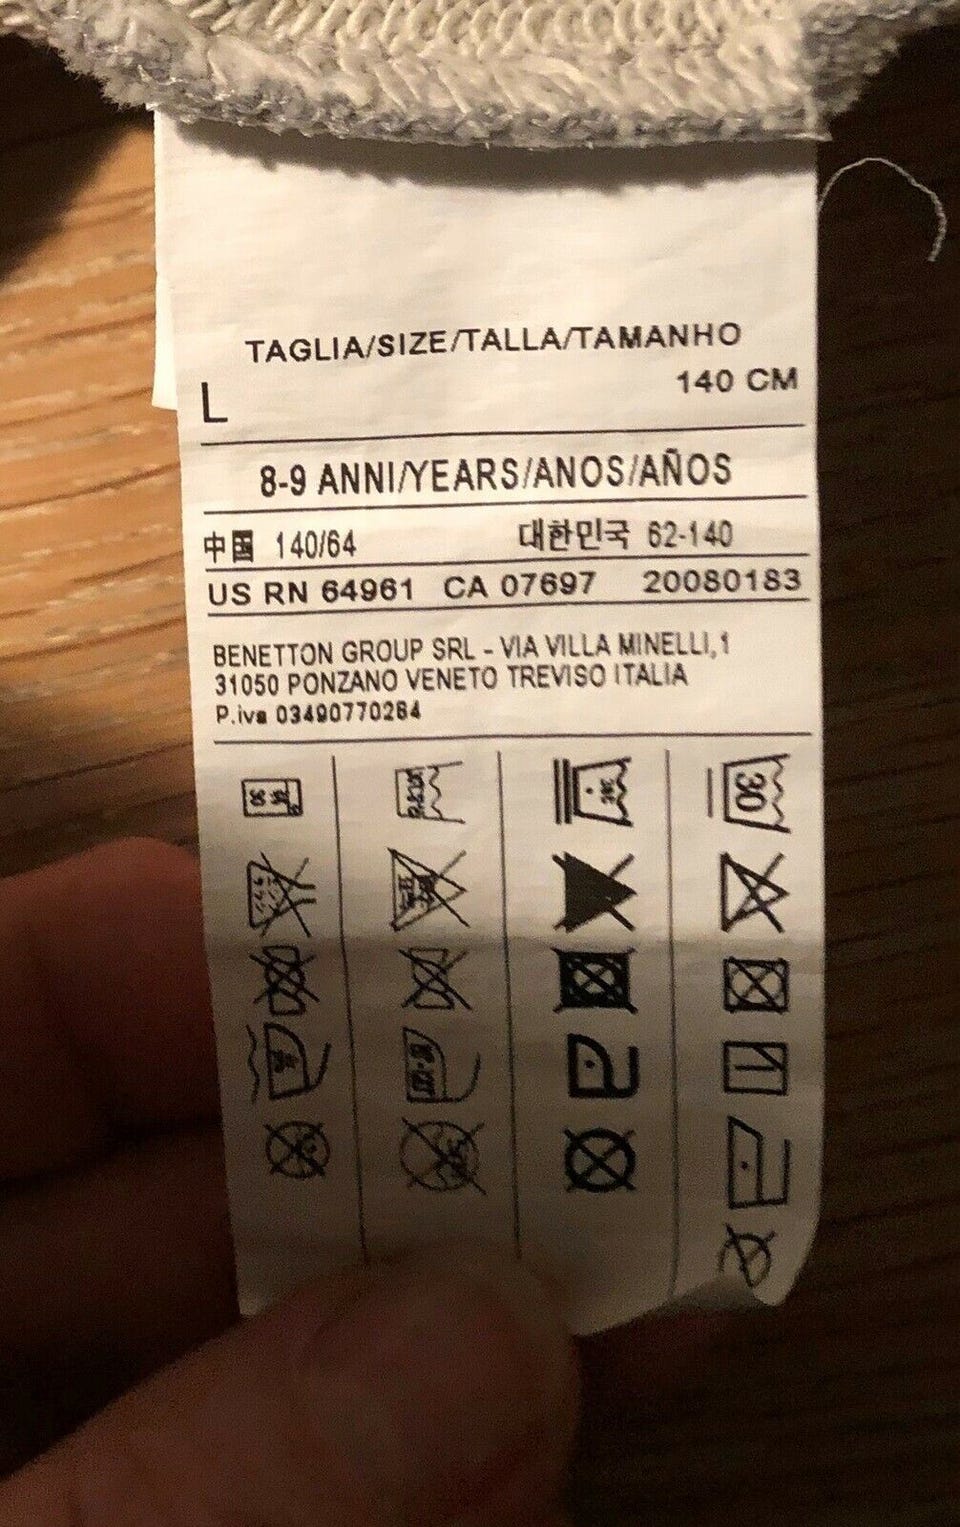 TAGLIA/SIZE/TALLA/TAMANHO
L 140 CM
8-9 ANNI/YEARS/ANOS/AÑOS
中国 140/64 대한민국 62-140
US RN 64961 CA 07697 20080183
BENETTON GROUP SRL - VIA VILLA MINELLI,1
31050 PONZANO VENETO TREVISO ITALIA
P.iva 03490770264
30